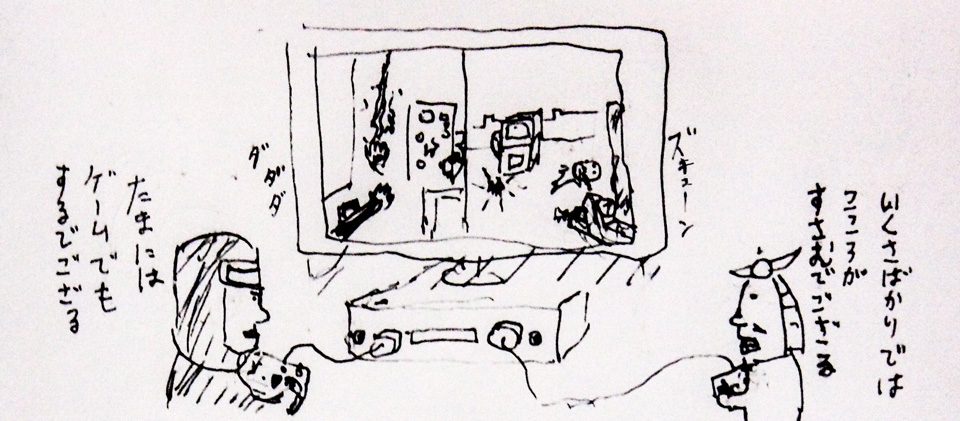 いくさばかりでは
ココロが
すさむでござる
ズキューン
ダダダ
たまには
ゲームでも
するでござる